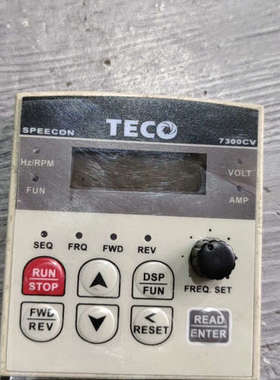 SPEECON
TECO
7300CV
Hz/RPM
VOLT
FUN
AMP
SEQ FRQ FWD REV
RUN
STOP
DSP
FUN
FREQ. SET
FWD
REV
<
RESET
READ
ENTER